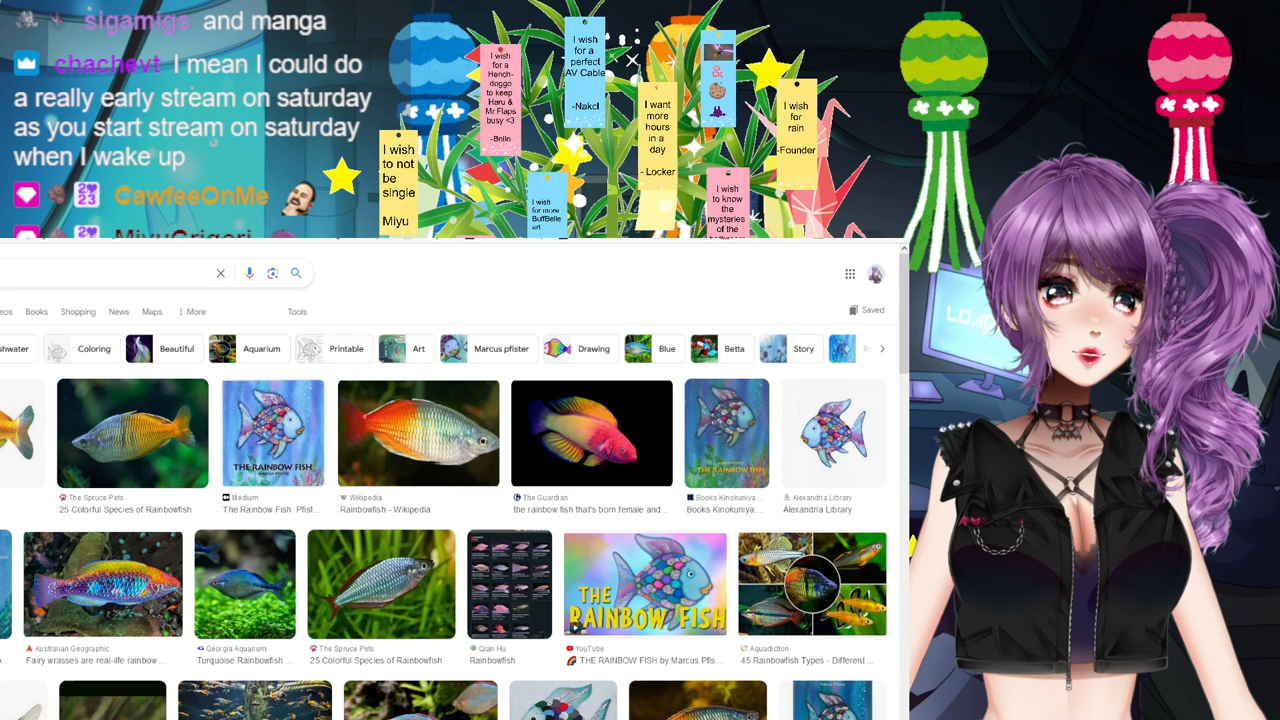 sigamigs and manga
chachevt I mean I could do
a really early stream on saturday
as you start stream on saturday
when I wake up
CawfeeOnMe
MiyuGrigori
I wish
to not
be
single
Miyu
I wish
for a
Hench-
doggo
to keep
Haru &
Mr Flaps
busy <3
I wish
for a
perfect
AV Cable
-Nakol
I wish
for more
BuffBelle
art
I want
more
hours
in a
day
- Locker
&
I wish
to know
the
mysteries
of the
I wish
for
rain
-Founder
LOAD
eos
Books
Shopping
News
Maps
More
Tools
Saved
hwater
Coloring
Beautiful
Aquarium
Printable
Art
Marcus pfister
Drawing
Blue
Betta
Story
THE RAINBOW FISH
The Spruce Pets
25 Colorful Species of Rainbowfish
Medium
The Rainbow Fish. Pfist...
Wikipedia
Rainbowfish - Wikipedia
The Guardian
the rainbow fish that's born female and...
THE RAINBOW FISH
Books Kinokuniya ...
Books Kinokuniya:...
Alexandria Library
Alexandria Library
Australian Geographic
Fairy wrasses are real-life rainbow ...
Georgia Aquarium
Turquoise Rainbowfish ...
The Spruce Pets
25 Colorful Species of Rainbowfish
Qian Hu
Rainbowfish
THE
RAINBOW FISH
YouTube
🌈 THE RAINBOW FISH by Marcus Pfis...
Aquadiction
45 Rainbowfish Types - Different ...